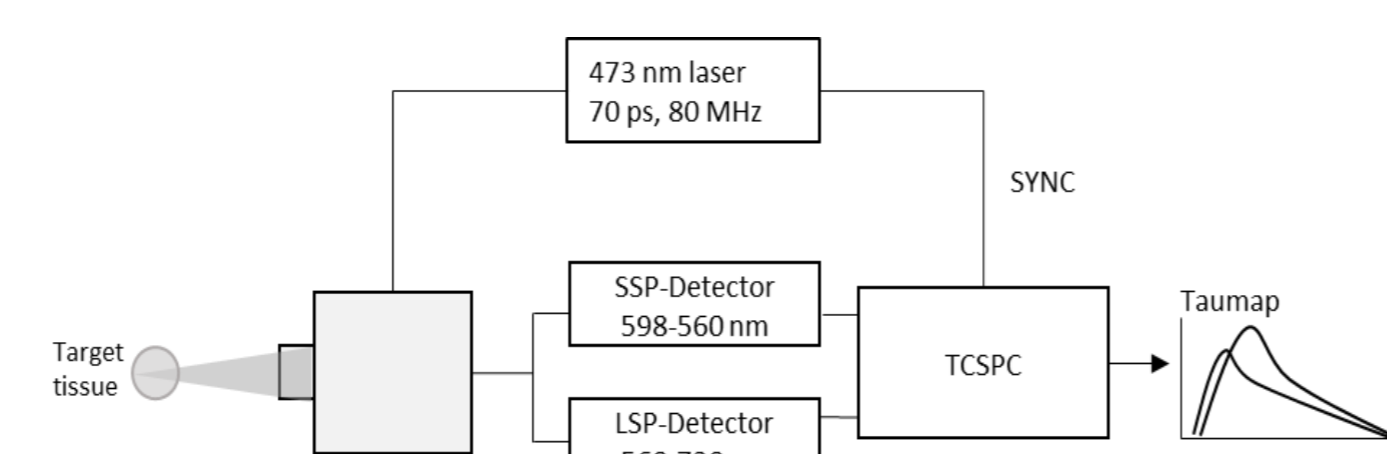 473 nm laser
70 ps, 80 MHz
SYNC
SSP-Detector
598-560 nm
Taumap
Target
tissue
TCSPC
LSP-Detector